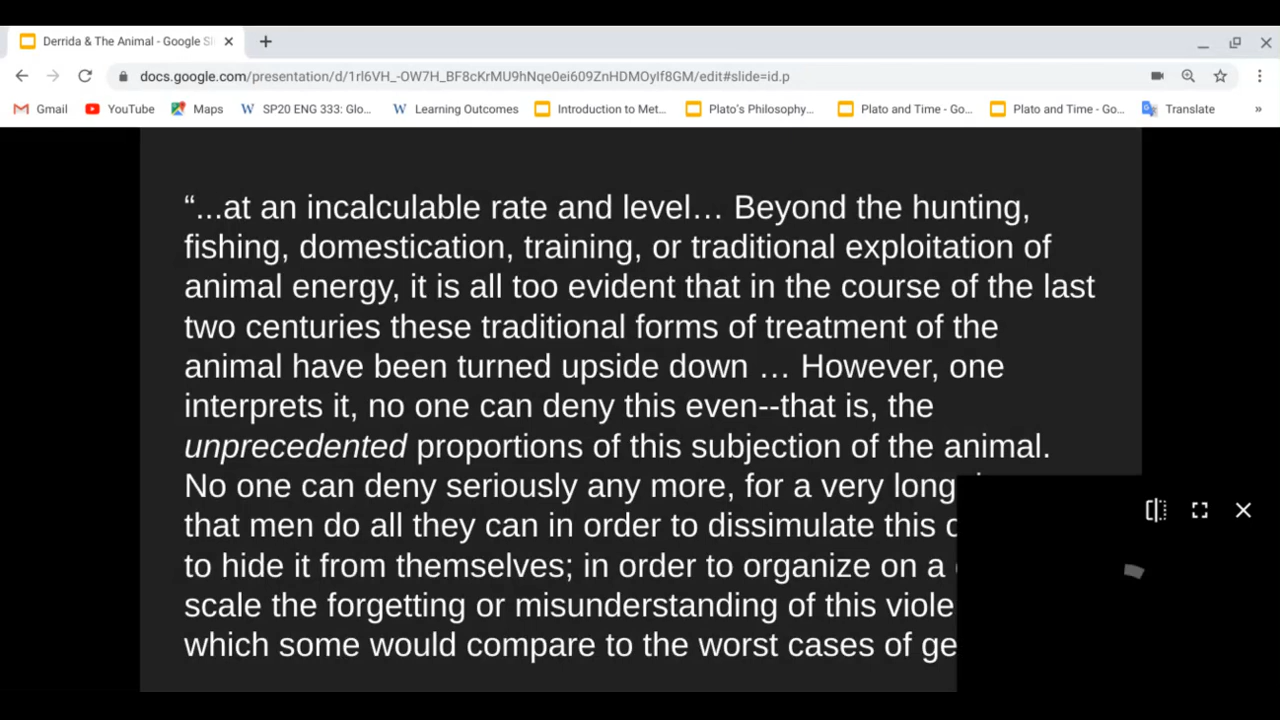 Derrida & The Animal - Google Sl
docs.google.com/presentation/d/1rl6VH_-OW7H_BF8cKrMU9hNqe0ei609ZnHDMOyIf8GM/edit#slide=id.p
Gmail YouTube Maps SP20 ENG 333: Glo... Learning Outcomes Introduction to Met... Plato's Philosophy... Plato and Time - Go... Plato and Time - Go... Translate »
“...at an incalculable rate and level… Beyond the hunting,
fishing, domestication, training, or traditional exploitation of
animal energy, it is all too evident that in the course of the last
two centuries these traditional forms of treatment of the
animal have been turned upside down … However, one
interprets it, no one can deny this even--that is, the
unprecedented proportions of this subjection of the animal.
No one can deny seriously any more, for a very long
that men do all they can in order to dissimulate this
to hide it from themselves; in order to organize on a
scale the forgetting or misunderstanding of this viole
which some would compare to the worst cases of ge